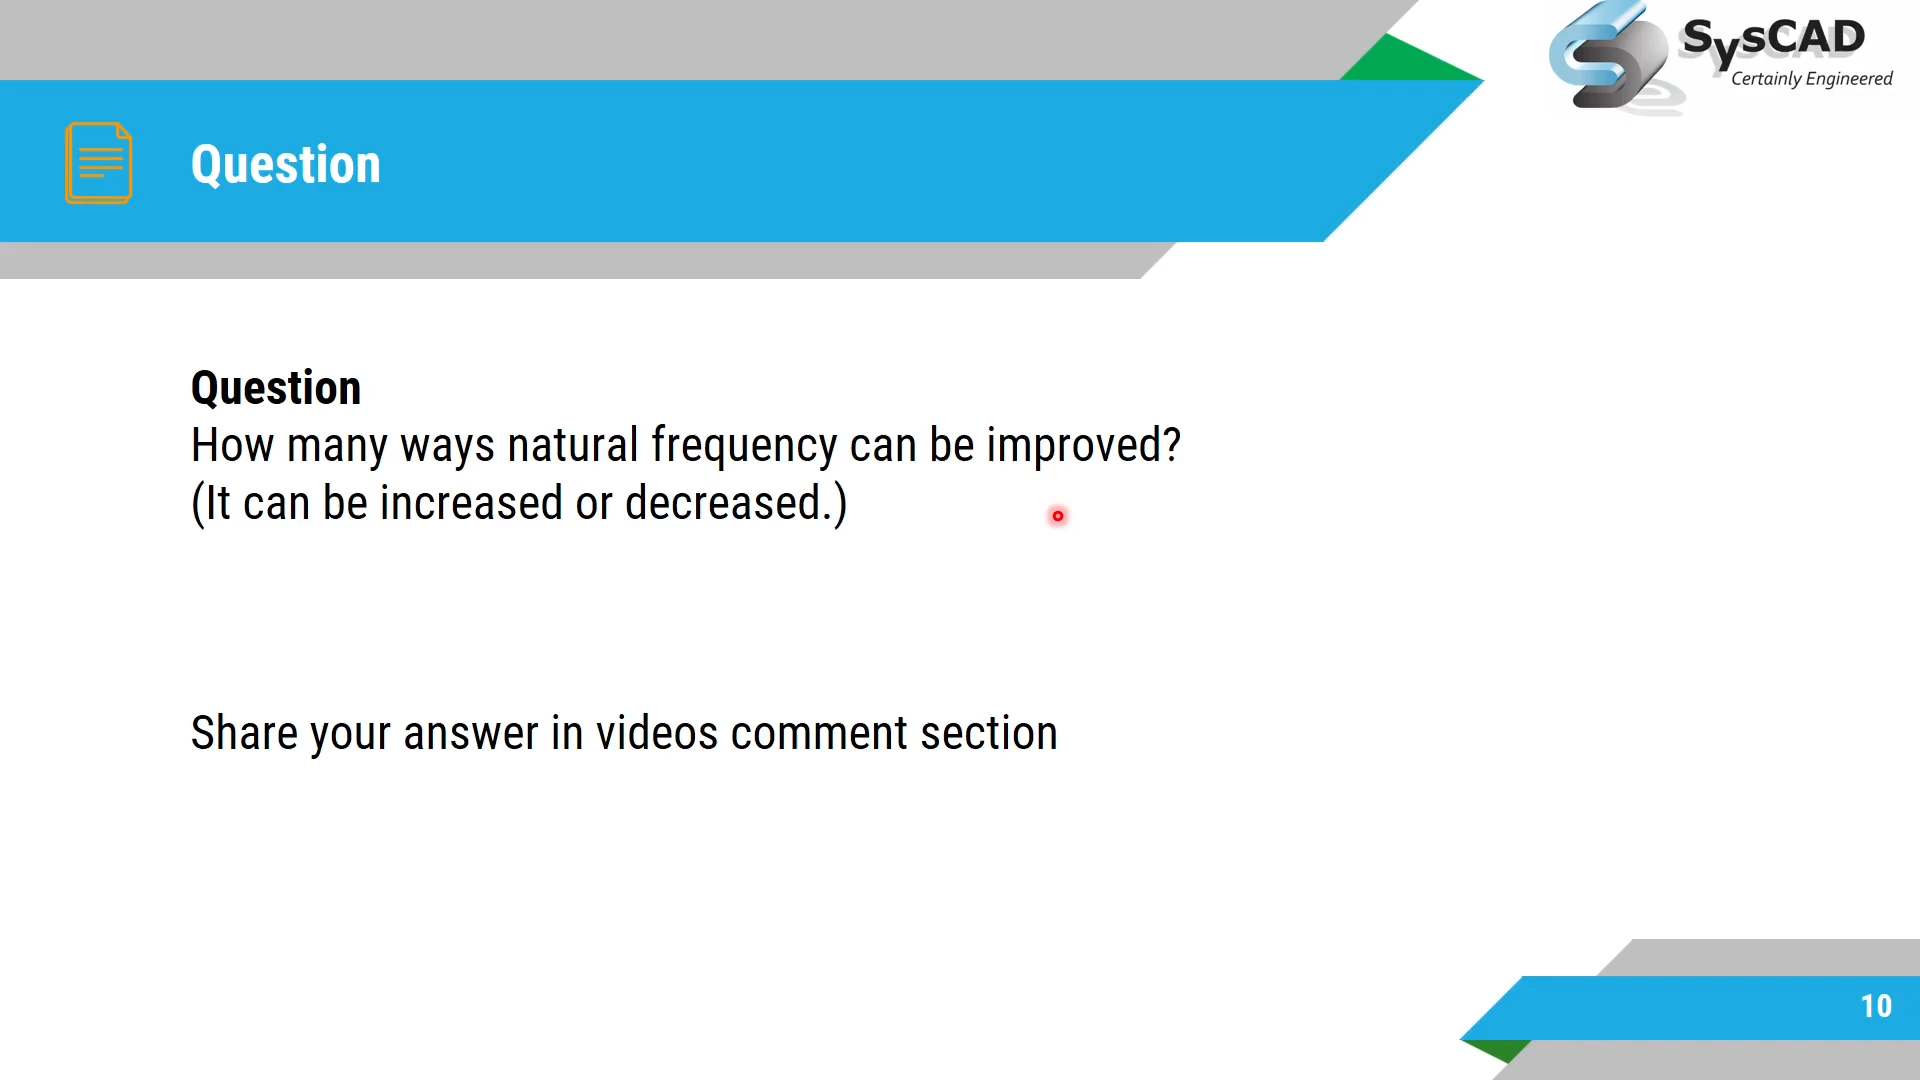 SysCAD
Certainly Engineered
Question
Question
How many ways natural frequency can be improved?
(It can be increased or decreased.)
Share your answer in videos comment section
10